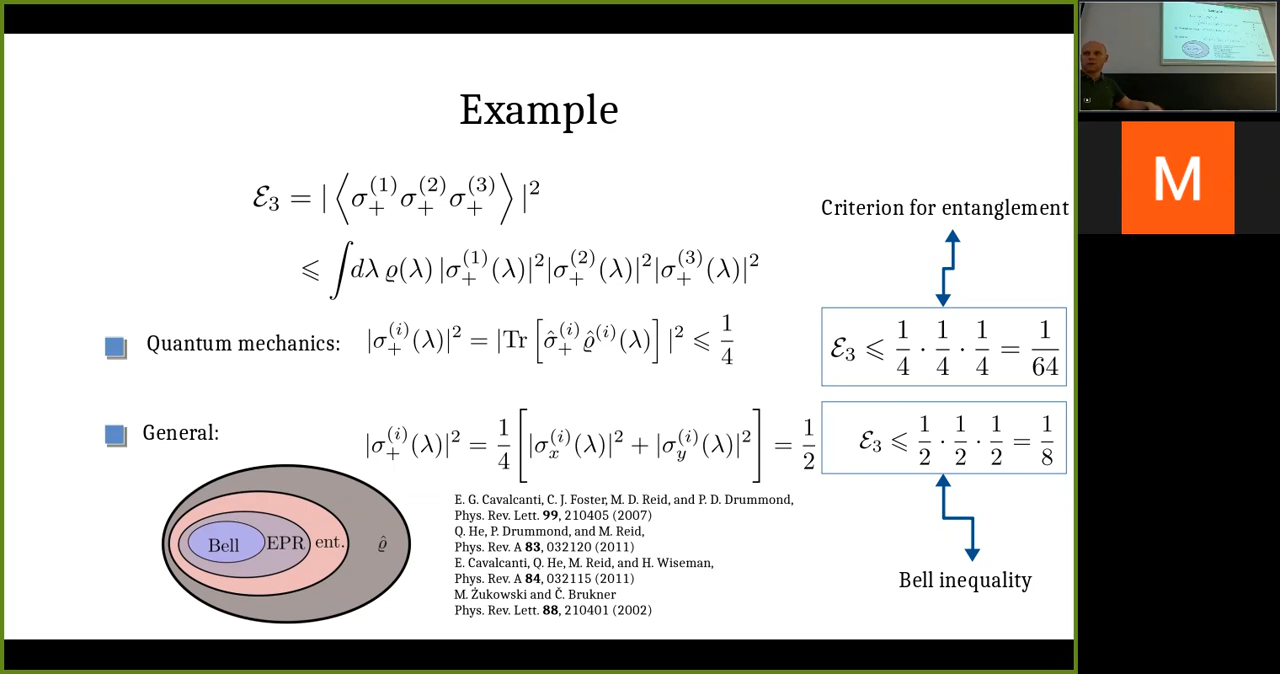 Example
ℰ₃ = |⟨σ₊⁽¹⁾σ₊⁽²⁾σ₊⁽³⁾⟩|²
⩽ ∫dλ ϱ(λ) |σ₊⁽¹⁾(λ)|²|σ₊⁽²⁾(λ)|²|σ₊⁽³⁾(λ)|²
Criterion for entanglement
Quantum mechanics: |σ₊⁽ⁱ⁾(λ)|² = |Tr[σ̂₊⁽ⁱ⁾ϱ̂⁽ⁱ⁾(λ)]|² ⩽ 1/4
ℰ₃ ⩽ 1/4 · 1/4 · 1/4 = 1/64
General: |σ₊⁽ⁱ⁾(λ)|² = 1/4[|σₓ⁽ⁱ⁾(λ)|² + |σ_y⁽ⁱ⁾(λ)|²] = 1/2
ℰ₃ ⩽ 1/2 · 1/2 · 1/2 = 1/8
Bell inequality
Bell EPR ent. ϱ̂
E. G. Cavalcanti, C. J. Foster, M. D. Reid, and P. D. Drummond,
Phys. Rev. Lett. 99, 210405 (2007)
Q. He, P. Drummond, and M. Reid,
Phys. Rev. A 83, 032120 (2011)
E. Cavalcanti, Q. He, M. Reid, and H. Wiseman,
Phys. Rev. A 84, 032115 (2011)
M. Żukowski and Č. Brukner
Phys. Rev. Lett. 88, 210401 (2002)
M